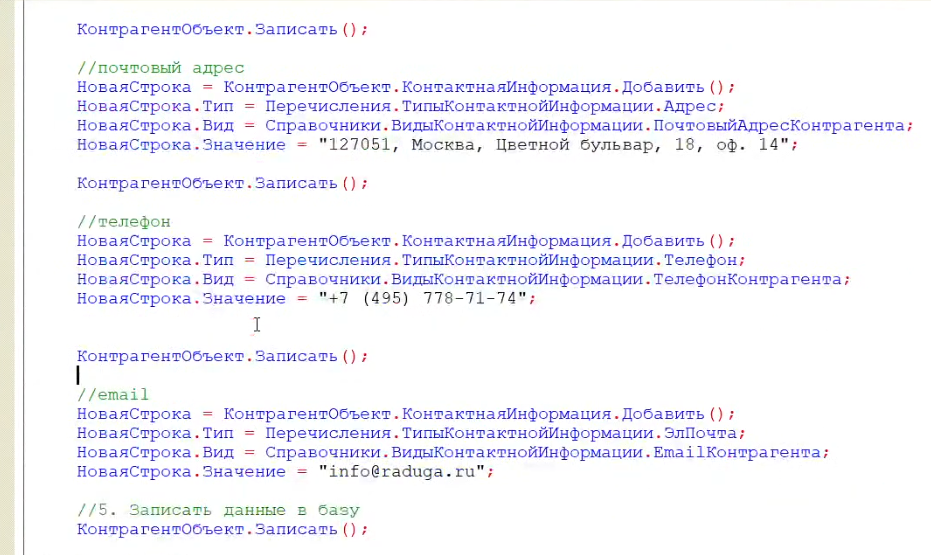 КонтрагентОбъект.Записать();
//почтовый адрес
НоваяСтрока = КонтрагентОбъект.КонтактнаяИнформация.Добавить();
НоваяСтрока.Тип = Перечисления.ТипыКонтактнойИнформации.Адрес;
НоваяСтрока.Вид = Справочники.ВидыКонтактнойИнформации.ПочтовыйАдресКонтрагента;
НоваяСтрока.Значение = "127051, Москва, Цветной бульвар, 18, оф. 14";
КонтрагентОбъект.Записать();
//телефон
НоваяСтрока = КонтрагентОбъект.КонтактнаяИнформация.Добавить();
НоваяСтрока.Тип = Перечисления.ТипыКонтактнойИнформации.Телефон;
НоваяСтрока.Вид = Справочники.ВидыКонтактнойИнформации.ТелефонКонтрагента;
НоваяСтрока.Значение = "+7 (495) 778-71-74";
КонтрагентОбъект.Записать();
//email
НоваяСтрока = КонтрагентОбъект.КонтактнаяИнформация.Добавить();
НоваяСтрока.Тип = Перечисления.ТипыКонтактнойИнформации.ЭлПочта;
НоваяСтрока.Вид = Справочники.ВидыКонтактнойИнформации.EmailКонтрагента;
НоваяСтрока.Значение = "info@raduga.ru";
//5. Записать данные в базу
КонтрагентОбъект.Записать();